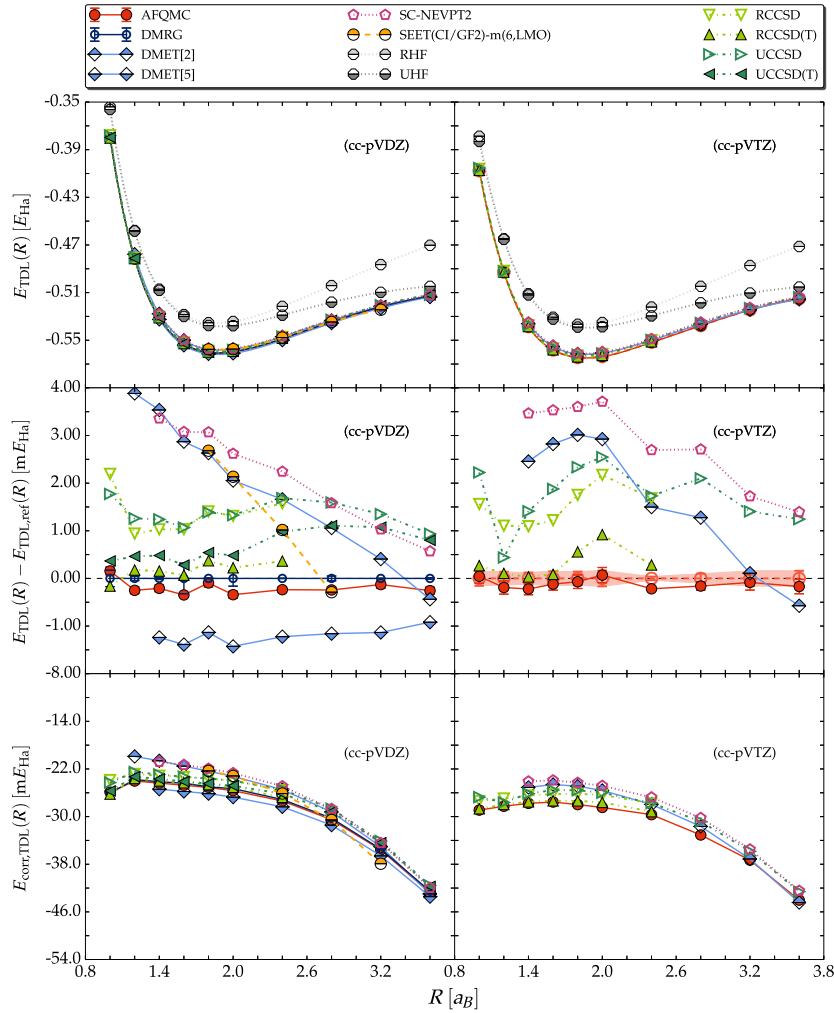 AFQMC
DMRG
DMET[2]
DMET[5]
SC-NEVPT2
SEET(CI/GF2)-m(6,LMO)
RHF
UHF
RCCSD
RCCSD(T)
UCCSD
UCCSD(T)
-0.35
-0.39
-0.43
-0.47
-0.51
-0.55
E_TDL(R) [E_Ha]
(cc-pVDZ)
(cc-pVTZ)
4.00
3.00
2.00
1.00
0.00
-1.00
-8.00
E_TDL(R) − E_TDL,ref(R) [mE_Ha]
(cc-pVDZ)
(cc-pVTZ)
-14.0
-22.0
-30.0
-38.0
-46.0
-54.0
E_corr,TDL(R) [mE_Ha]
(cc-pVDZ)
(cc-pVTZ)
0.8 1.4 2.0 2.6 3.2 0.8 1.4 2.0 2.6 3.2 3.8
R [a_B]